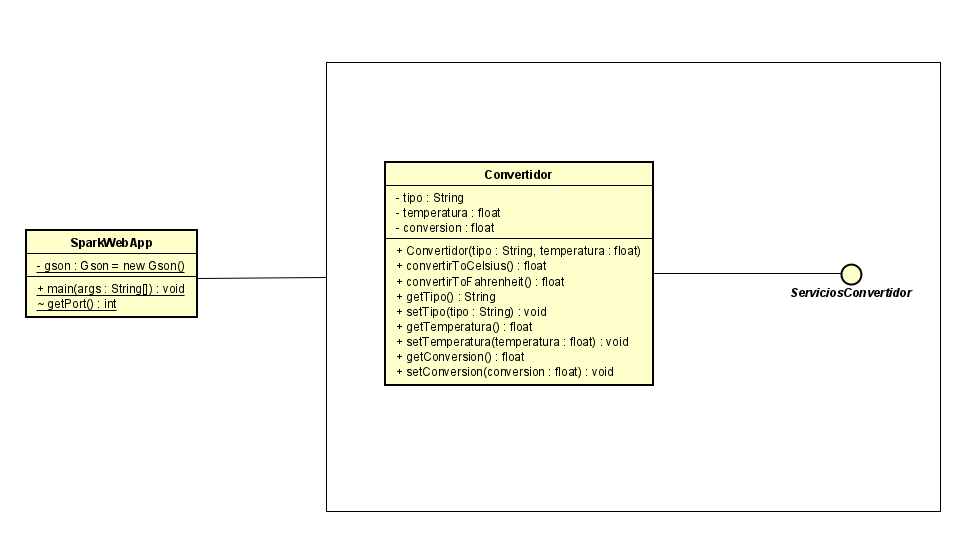 SparkWebApp
- gson : Gson = new Gson()
+ main(args : String[]) : void
~ getPort() : int
Convertidor
- tipo : String
- temperatura : float
- conversion : float
+ Convertidor(tipo : String, temperatura : float)
+ convertirToCelsius() : float
+ convertirToFahrenheit() : float
+ getTipo() : String
+ setTipo(tipo : String) : void
+ getTemperatura() : float
+ setTemperatura(temperatura : float) : void
+ getConversion() : float
+ setConversion(conversion : float) : void
ServiciosConvertidor